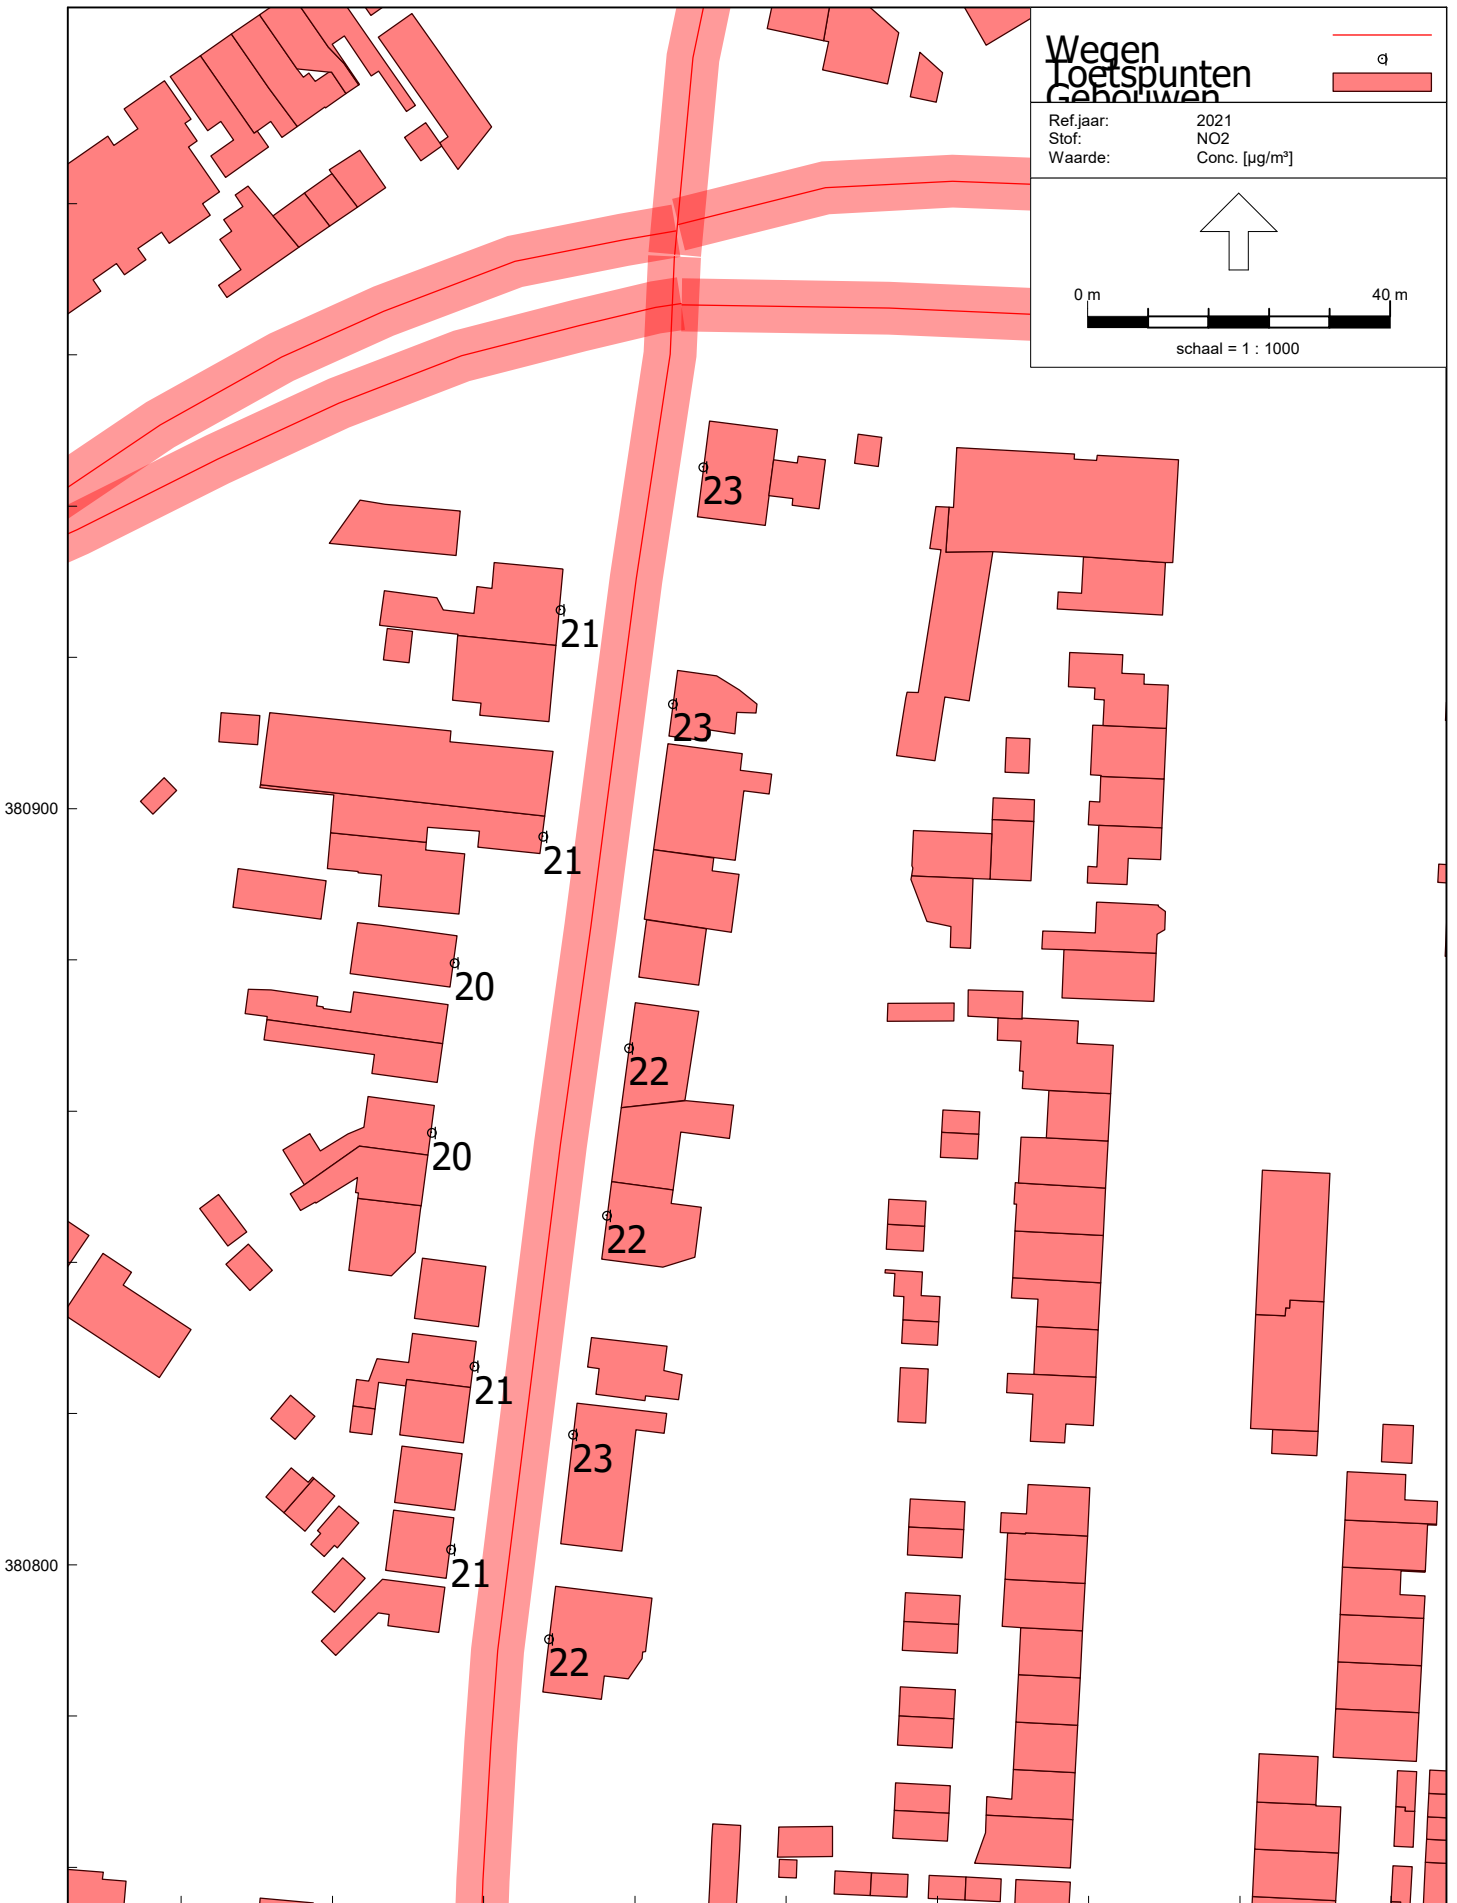 Wegen
Toetspunten
Gebouwen
Ref.jaar: 2021
Stof: NO2
Waarde: Conc. [µg/m³]
0 m 40 m
schaal = 1 : 1000
23
21
23
380900
21
20
22
20
22
21
23
380800
21
22